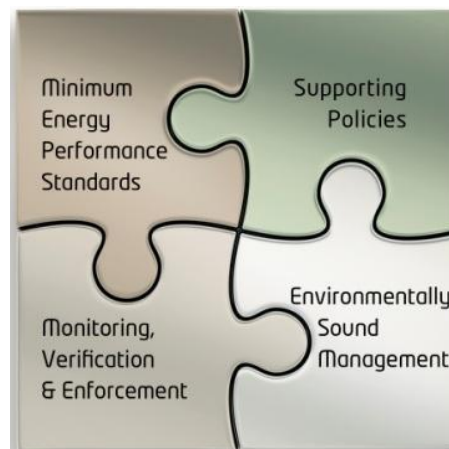 Minimum
Energy
Performance
Standards
Supporting
Policies
Monitoring,
Verification
& Enforcement
Environmentally
Sound
Management